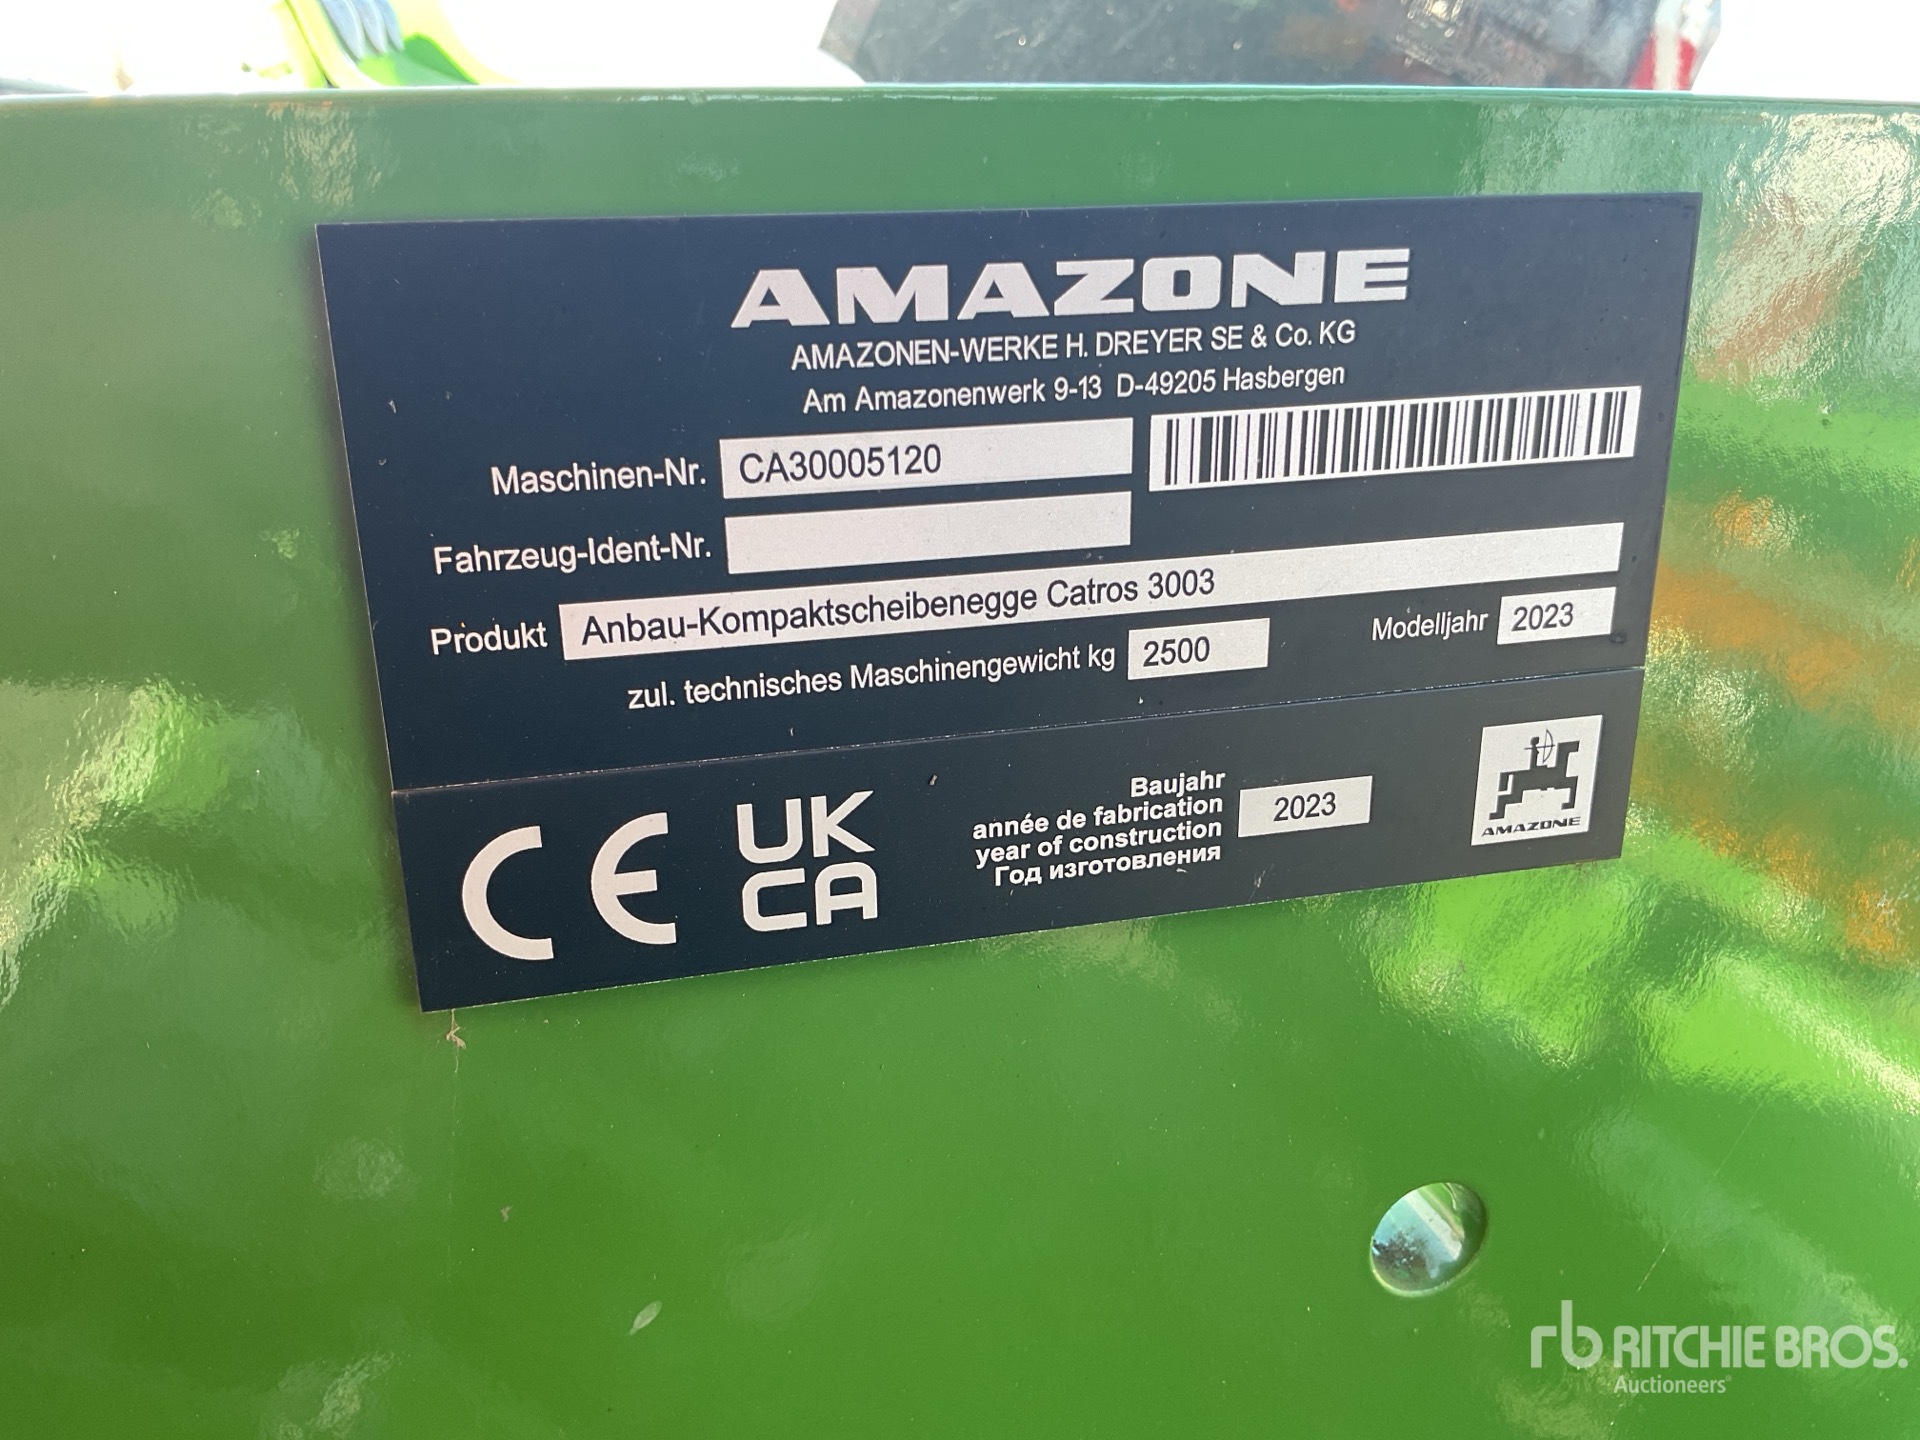 AMAZONE
AMAZONEN-WERKE H. DREYER SE & Co. KG
Am Amazonenwerk 9-13 D-49205 Hasbergen
Maschinen-Nr. CA30005120
Fahrzeug-Ident-Nr.
Produkt Anbau-Kompaktscheibenegge Catros 3003
zul. technisches Maschinengewicht kg 2500 Modelljahr 2023
CE
UK
CA
Baujahr
année de fabrication
year of construction
Год изготовления
2023
AMAZONE
rb RITCHIE BROS.
Auctioneers